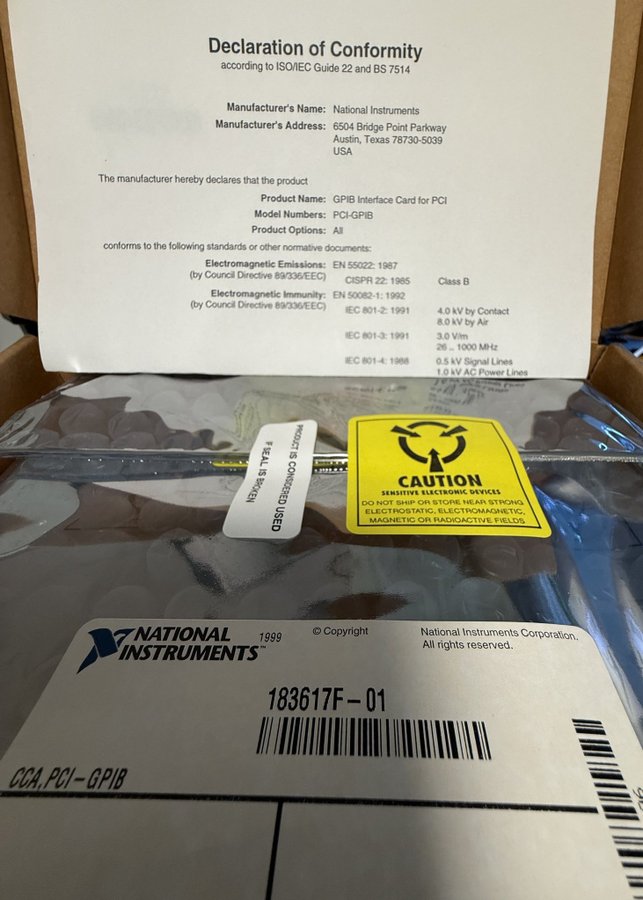 Declaration of Conformity
according to ISO/IEC Guide 22 and BS 7514
Manufacturer's Name: National Instruments
Manufacturer's Address: 6504 Bridge Point Parkway
Austin, Texas 78730-5039
USA
The manufacturer hereby declares that the product
Product Name: GPIB Interface Card for PCI
Model Numbers: PCI-GPIB
Product Options: All
conforms to the following standards or other normative documents:
Electromagnetic Emissions: EN 55022: 1987
(by Council Directive 89/336/EEC)
CISPR 22: 1985 Class B
Electromagnetic Immunity: EN 50082-1: 1992
(by Council Directive 89/336/EEC)
IEC 801-2: 1991 4.0 kV by Contact
8.0 kV by Air
IEC 801-3: 1991 3.0 V/m
26 .. 1000 MHz
IEC 801-4: 1988 0.5 kV Signal Lines
1.0 kV AC Power Lines
PRODUCT IS CONSIDERED USED
IF SEAL IS BROKEN
CAUTION
SENSITIVE ELECTRONIC DEVICES
DO NOT SHIP OR STORE NEAR STRONG
ELECTROSTATIC, ELECTROMAGNETIC,
MAGNETIC OR RADIOACTIVE FIELDS
NATIONAL INSTRUMENTS™
1999 © Copyright National Instruments Corporation.
All rights reserved.
183617F-01
CCA,PCI-GPIB